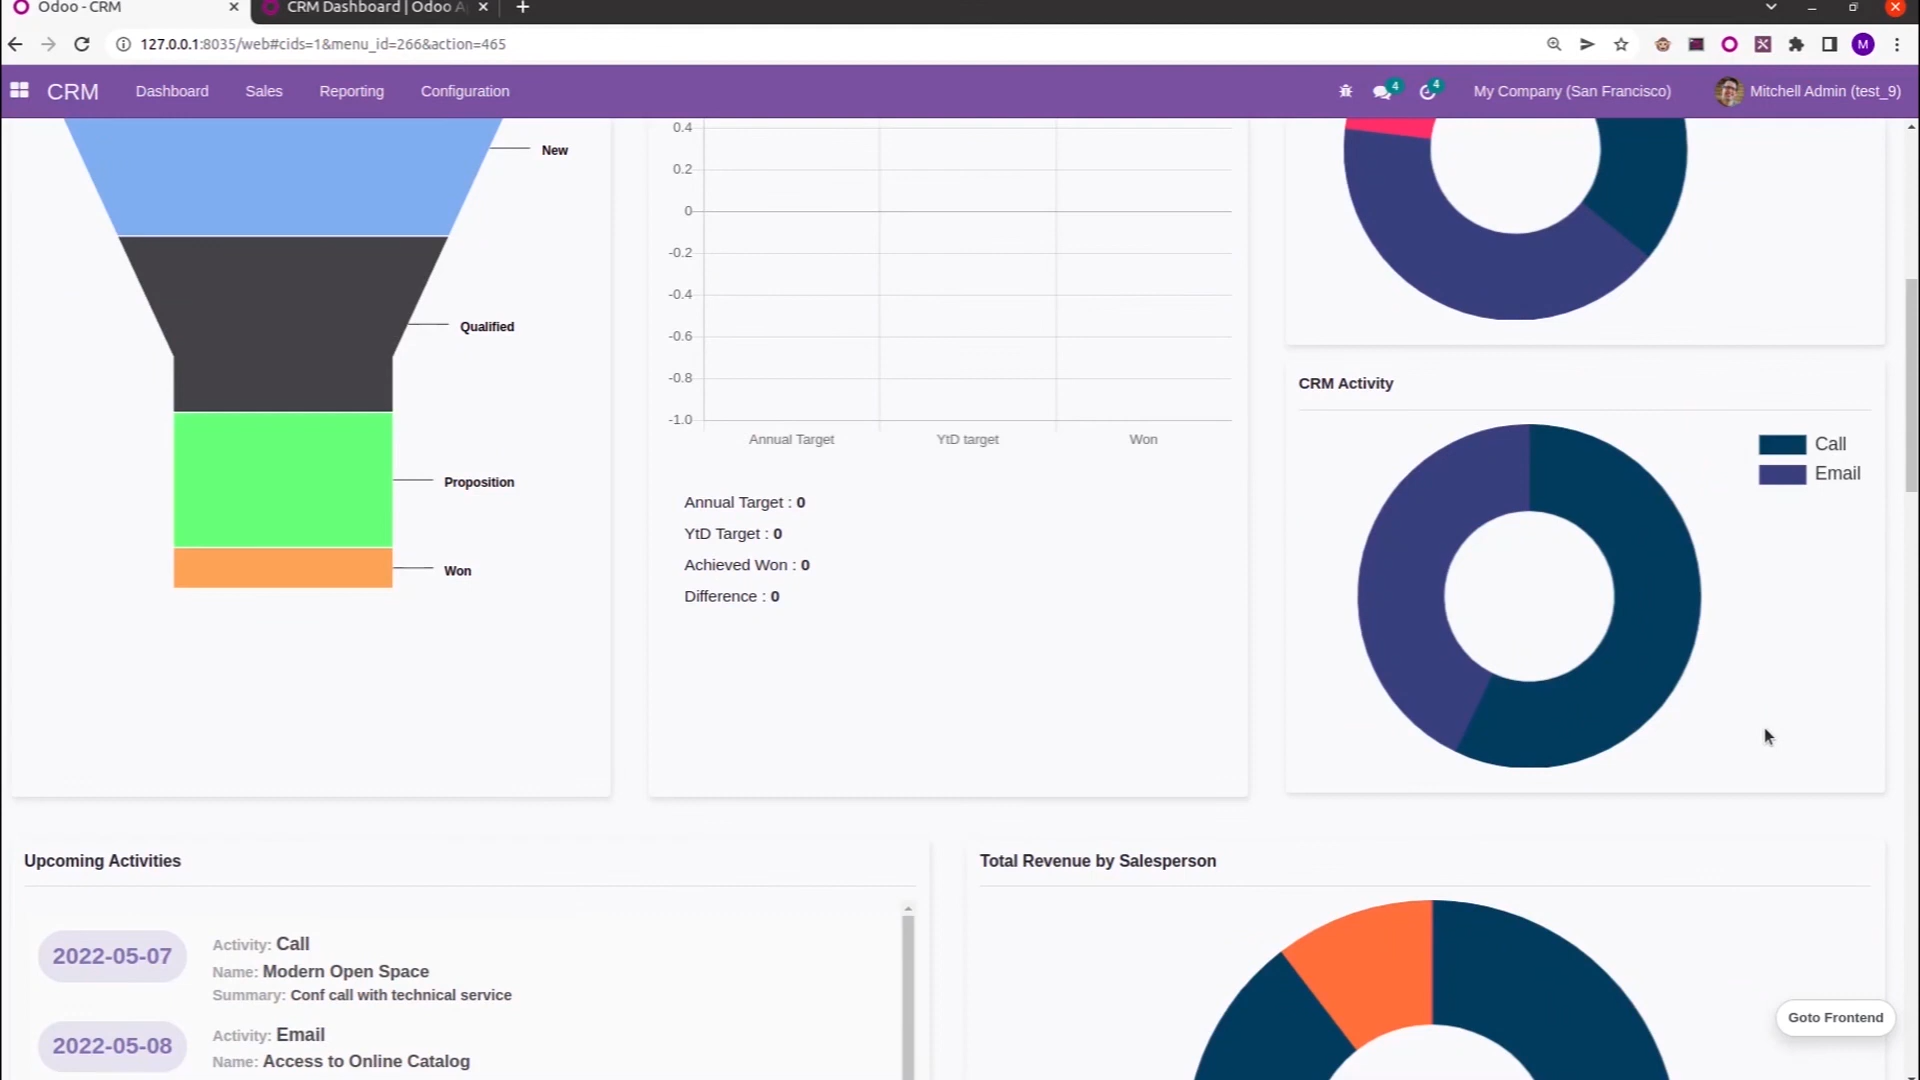 Odoo - CRM
CRM Dashboard | Odoo A
127.0.0.1:8035/web#cids=1&menu_id=266&action=465
M
CRM
Dashboard
Sales
Reporting
Configuration
4
4
My Company (San Francisco)
Mitchell Admin (test_9)
New
Qualified
Proposition
Won
0.4
0.2
0
-0.2
-0.4
-0.6
-0.8
-1.0
Annual Target
YtD target
Won
Annual Target : 0
YtD Target : 0
Achieved Won : 0
Difference : 0
CRM Activity
Call
Email
Upcoming Activities
2022-05-07
Activity: Call
Name: Modern Open Space
Summary: Conf call with technical service
2022-05-08
Activity: Email
Name: Access to Online Catalog
Total Revenue by Salesperson
Goto Frontend